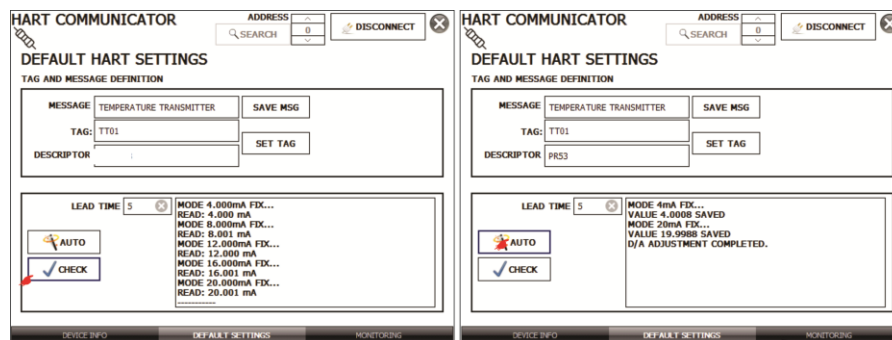 HART COMMUNICATOR
ADDRESS
SEARCH
0
DISCONNECT
DEFAULT HART SETTINGS
TAG AND MESSAGE DEFINITION
MESSAGE TEMPERATURE TRANSMITTER SAVE MSG
TAG: TT01
SET TAG
DESCRIPTOR
LEAD TIME 5
AUTO
CHECK
MODE 4.000mA FIX...
READ: 4.000 mA
MODE 8.000mA FIX...
READ: 8.001 mA
MODE 12.000mA FIX...
READ: 12.000 mA
MODE 16.000mA FIX...
READ: 16.001 mA
MODE 20.000mA FIX...
READ: 20.001 mA
-----------
DEVICE INFO DEFAULT SETTINGS MONITORING
HART COMMUNICATOR
ADDRESS
SEARCH
0
DISCONNECT
DEFAULT HART SETTINGS
TAG AND MESSAGE DEFINITION
MESSAGE TEMPERATURE TRANSMITTER SAVE MSG
TAG: TT01
SET TAG
DESCRIPTOR PR53
LEAD TIME 5
AUTO
CHECK
MODE 4mA FIX...
VALUE 4.0008 SAVED
MODE 20mA FIX...
VALUE 19.9988 SAVED
D/A ADJUSTMENT COMPLETED.
DEVICE INFO DEFAULT SETTINGS MONITORING